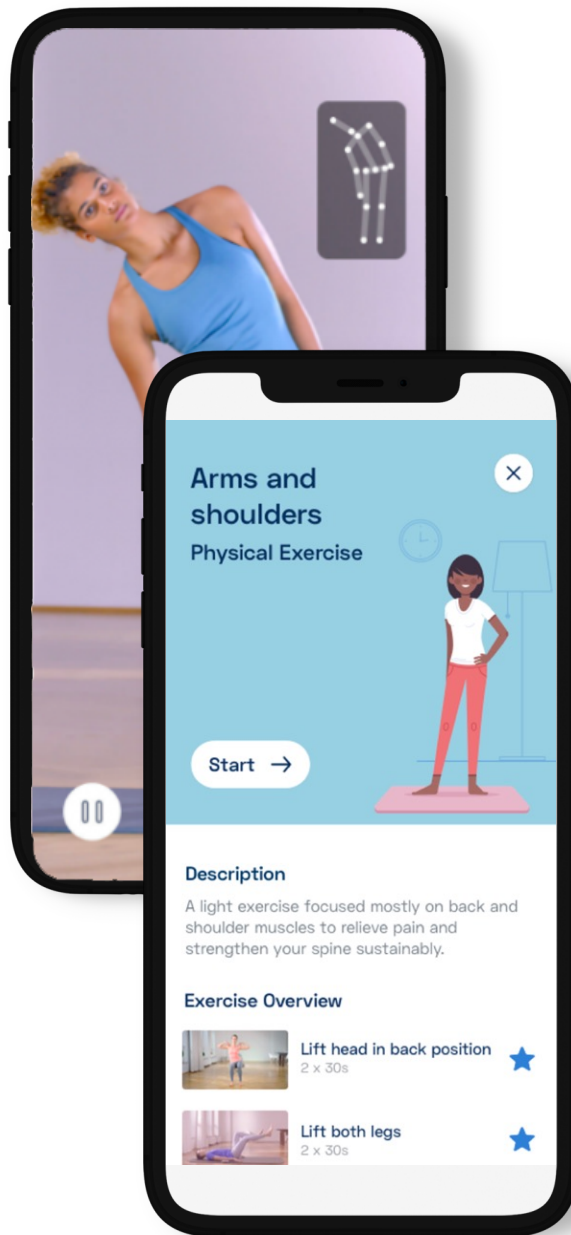 Arms and
shoulders
Physical Exercise
Start →
Description
A light exercise focused mostly on back and
shoulder muscles to relieve pain and
strengthen your spine sustainably.
Exercise Overview
Lift head in back position
2 x 30s
Lift both legs
2 x 30s